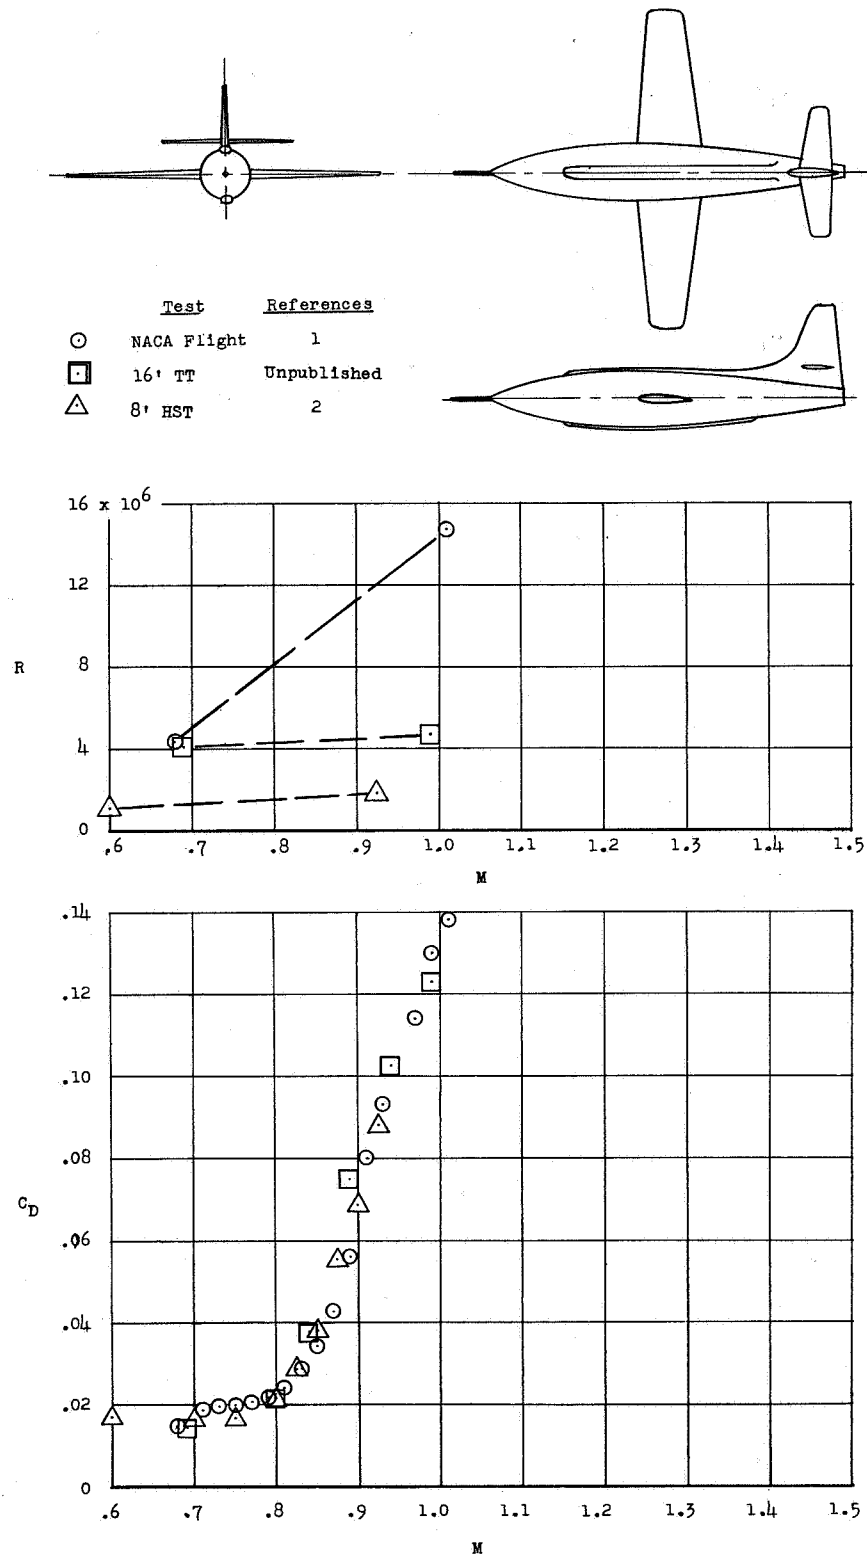 Test References
NACA Flight 1
16' TT Unpublished
8' HST 2
16 x 10^6
12
R
8
4
0
.6 .7 .8 .9 1.0 1.1 1.2 1.3 1.4 1.5
M
.14
.12
.10
.08
C_D
.06
.04
.02
0
.6 .7 .8 .9 1.0 1.1 1.2 1.3 1.4 1.5
M